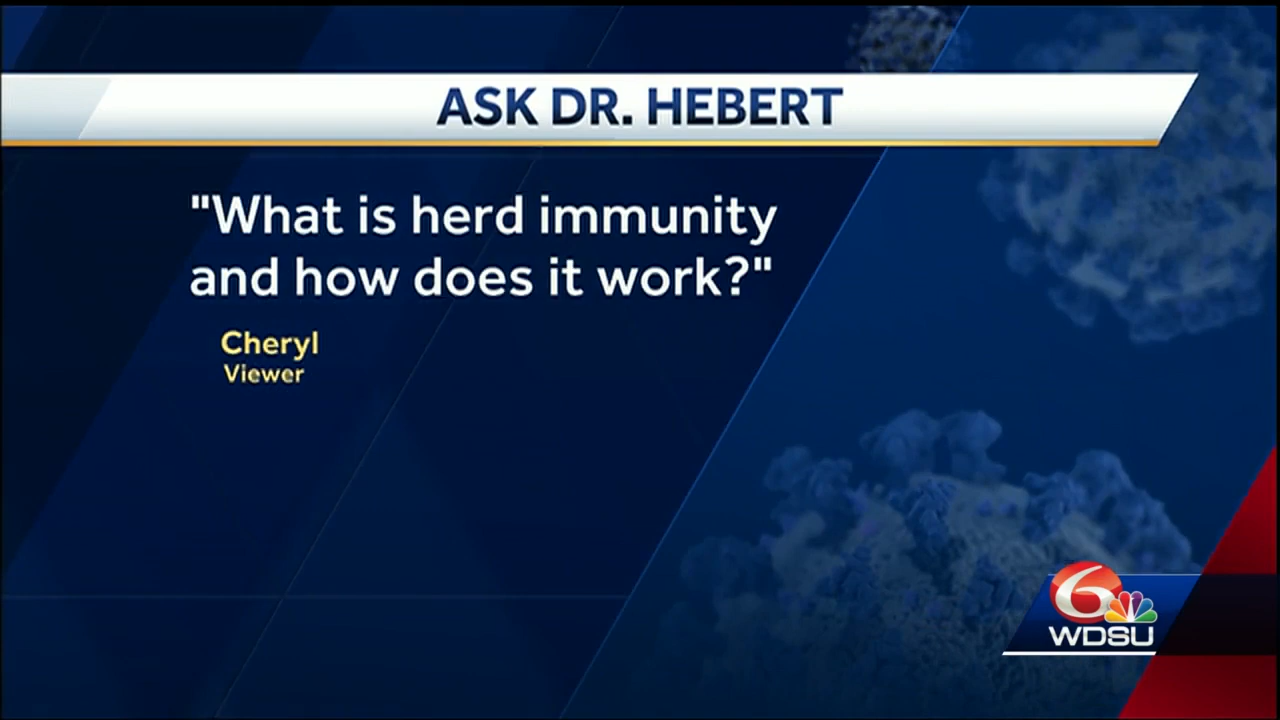 ASK DR. HEBERT
"What is herd immunity
and how does it work?"
Cheryl
Viewer
6
WDSU